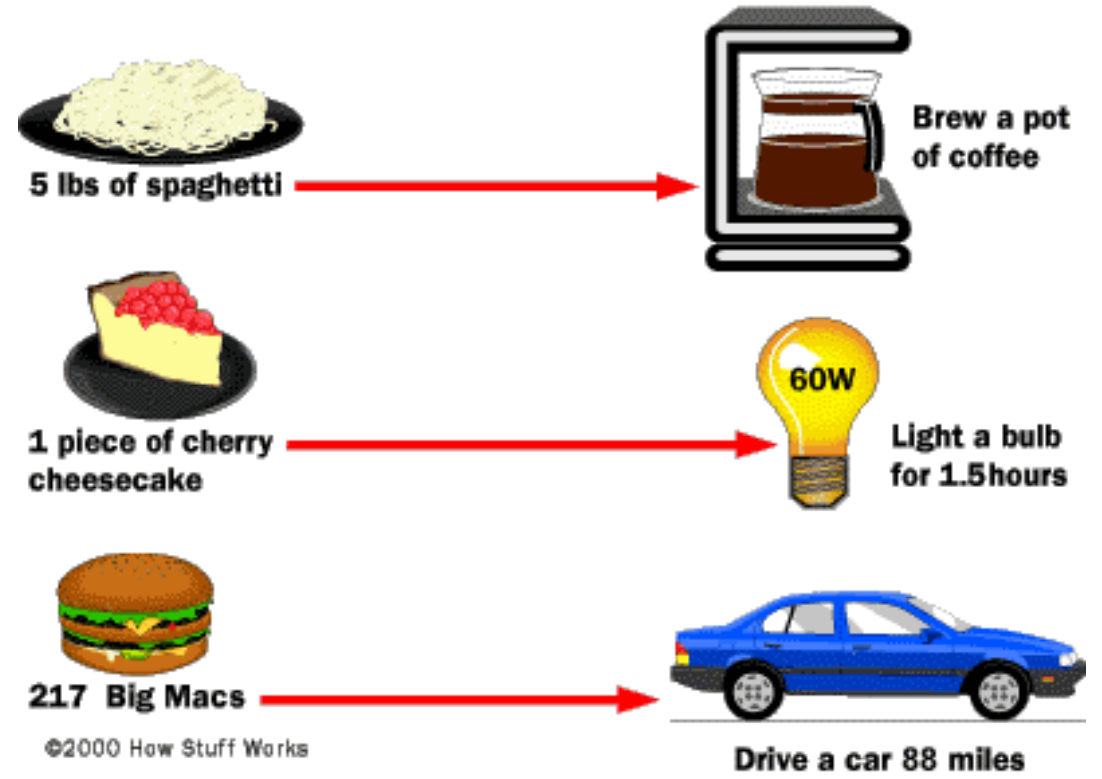 Brew a pot
of coffee
5 lbs of spaghetti
60W
1 piece of cherry
cheesecake
Light a bulb
for 1.5hours
217 Big Macs
©2000 How Stuff Works
Drive a car 88 miles